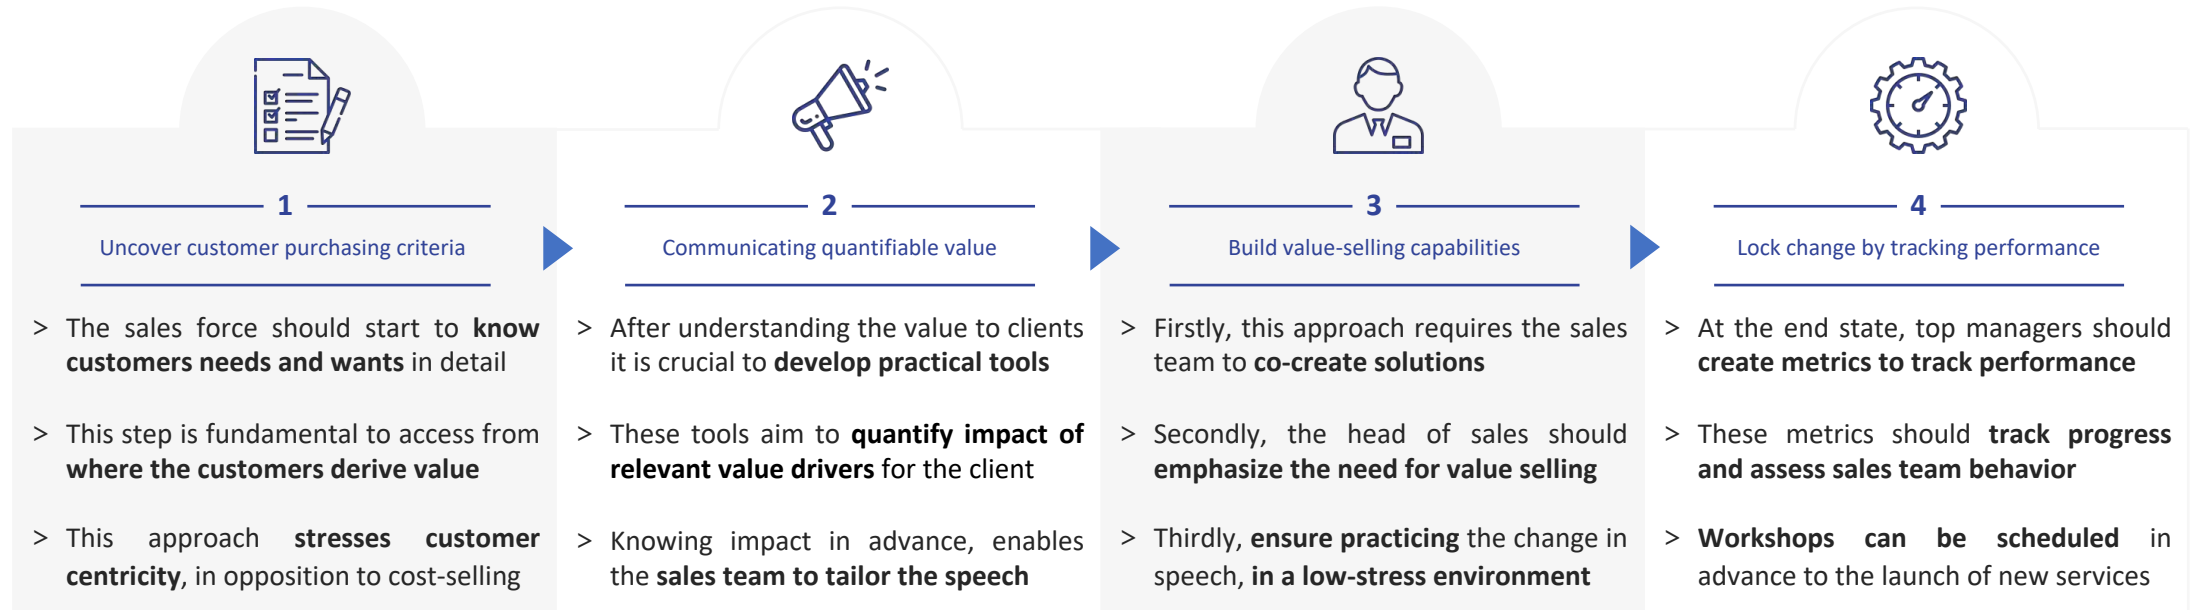 1
Uncover customer purchasing criteria
> The sales force should start to know
customers needs and wants in detail
> This step is fundamental to access from
where the customers derive value
> This approach stresses customer
centricity, in opposition to cost-selling
2
Communicating quantifiable value
> After understanding the value to clients
it is crucial to develop practical tools
> These tools aim to quantify impact of
relevant value drivers for the client
> Knowing impact in advance, enables
the sales team to tailor the speech
3
Build value-selling capabilities
> Firstly, this approach requires the sales
team to co-create solutions
> Secondly, the head of sales should
emphasize the need for value selling
> Thirdly, ensure practicing the change in
speech, in a low-stress environment
4
Lock change by tracking performance
> At the end state, top managers should
create metrics to track performance
> These metrics should track progress
and assess sales team behavior
> Workshops can be scheduled in
advance to the launch of new services